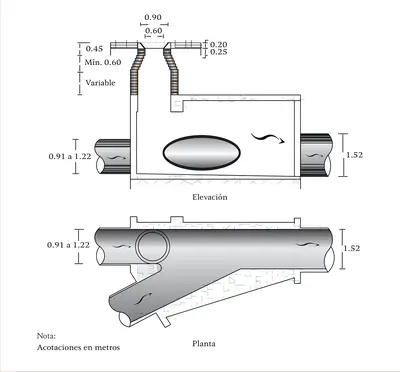 0.90
0.60
0.45
0.20
0.25
Mín. 0.60
Variable
0.91 a 1.22
1.52
Elevación
0.91 a 1.22
1.52
Nota:
Acotaciones en metros
Planta